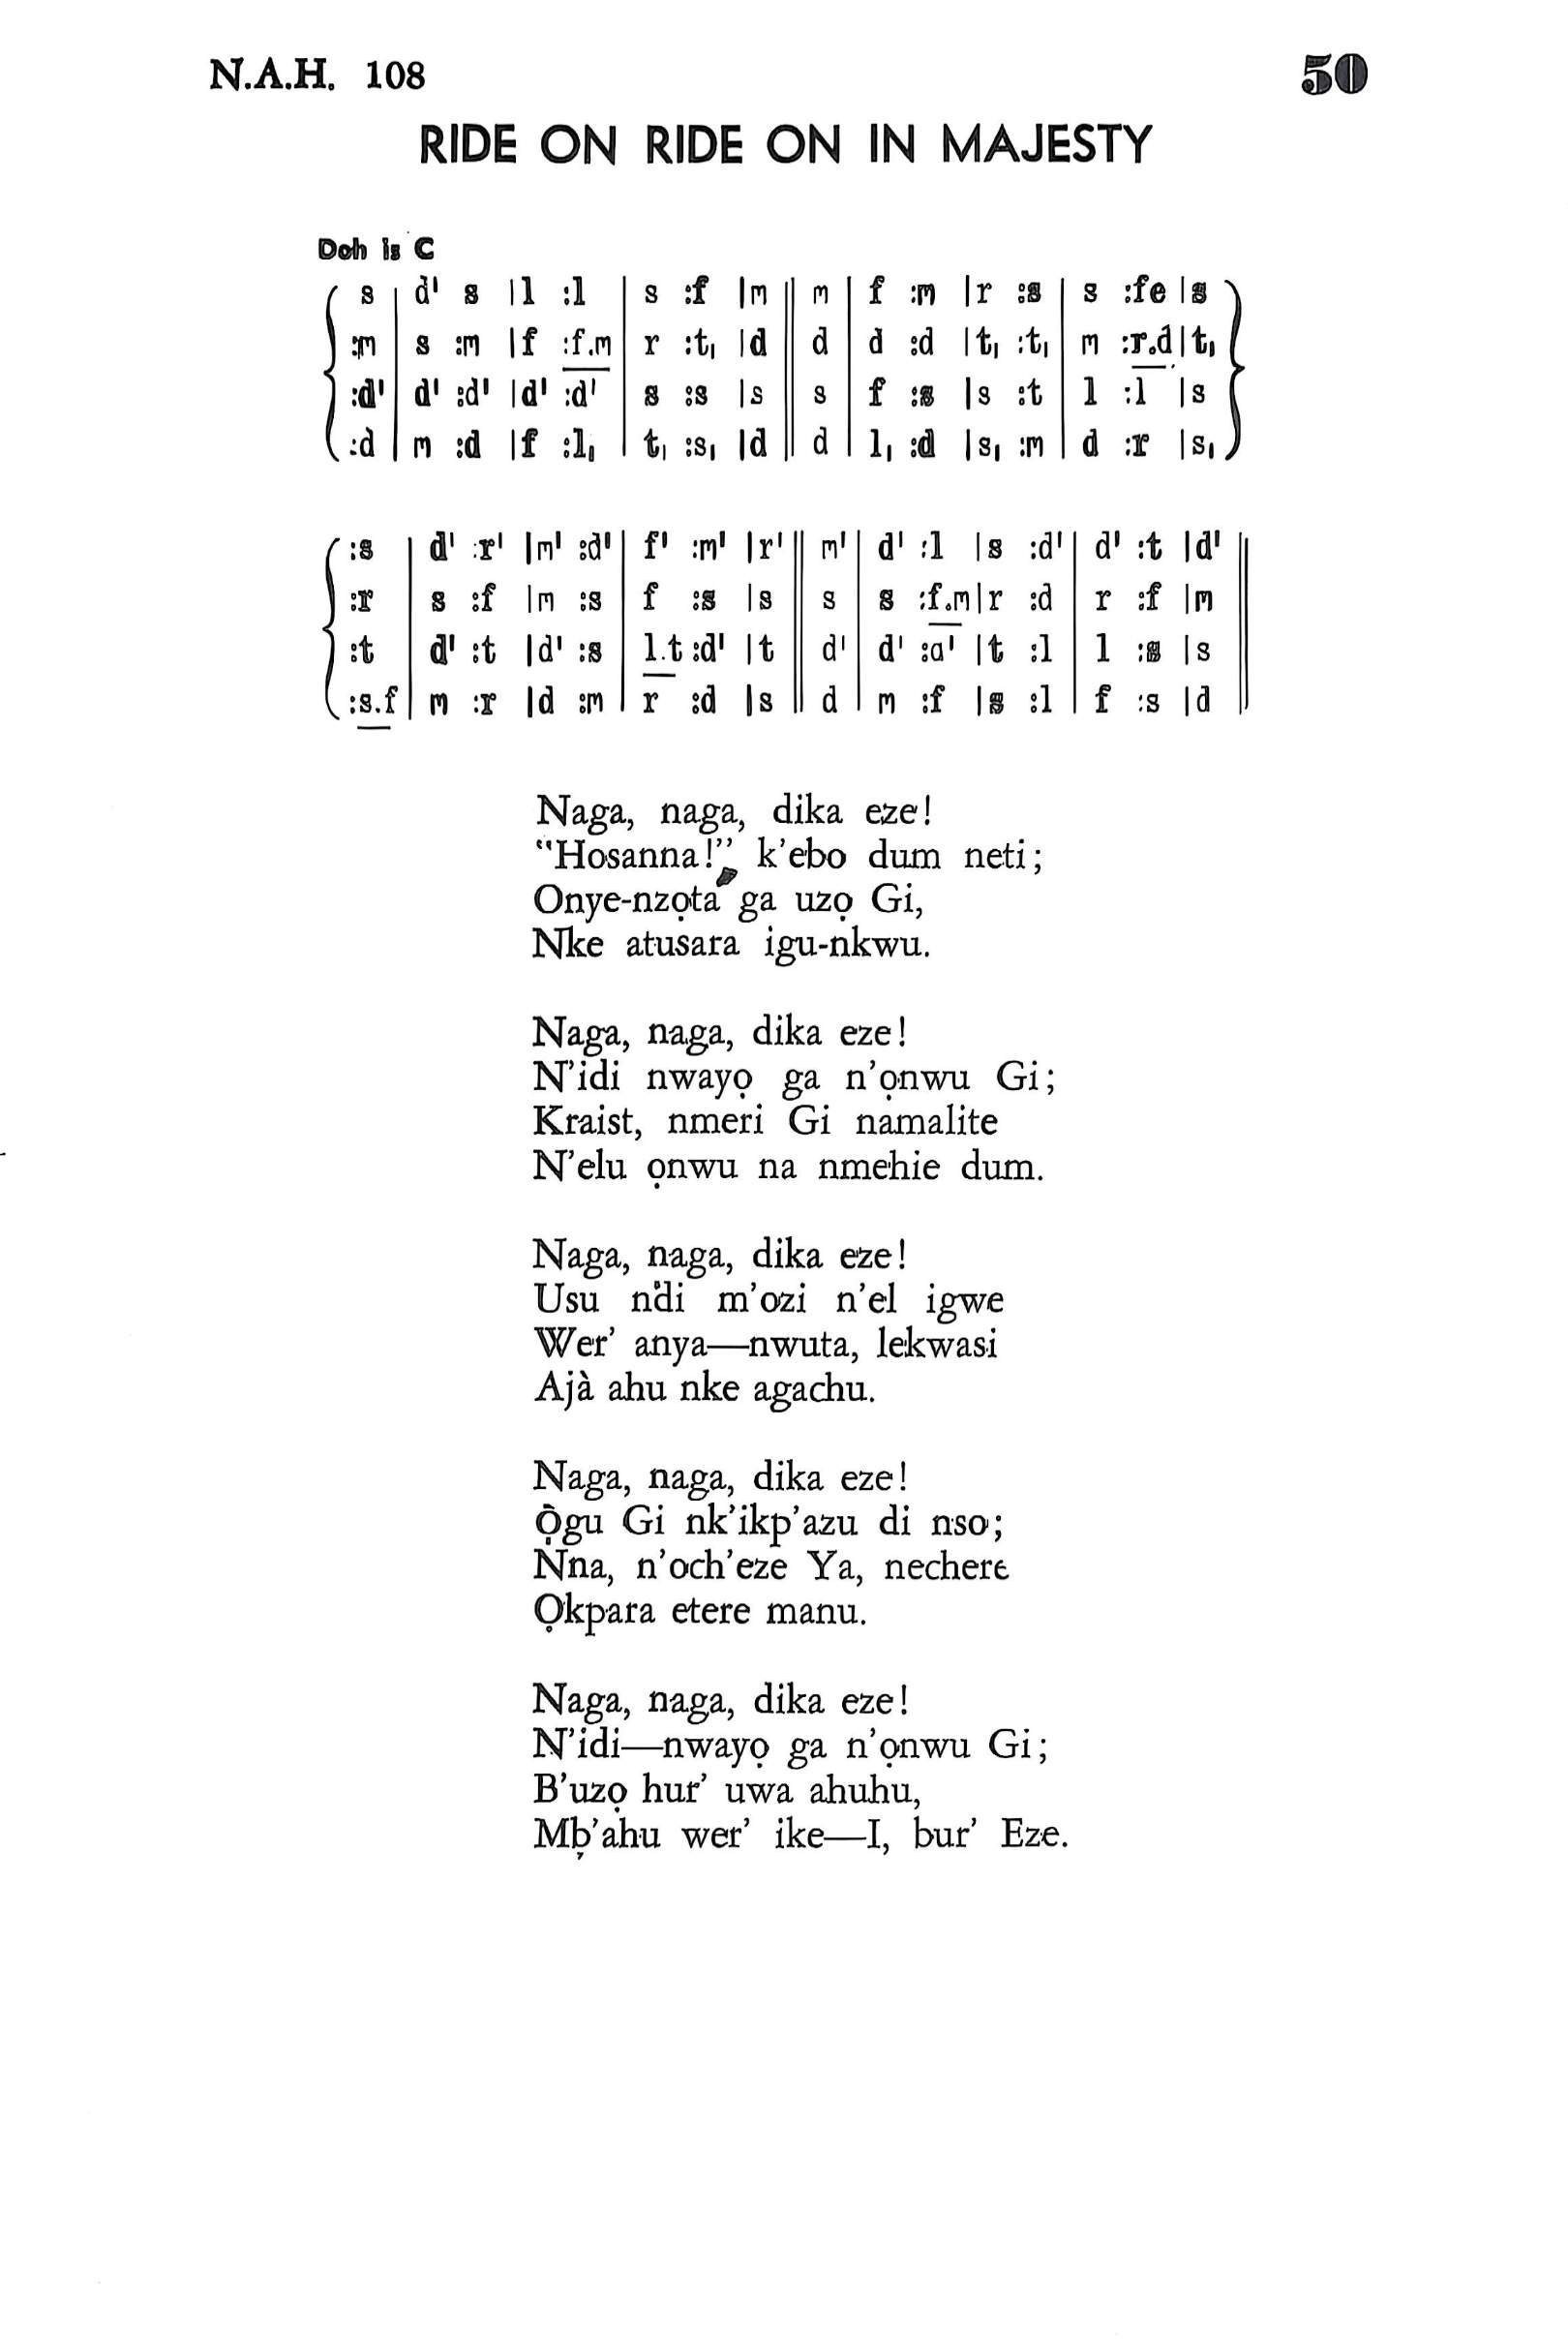 N.A.H. 108 50
RIDE ON RIDE ON IN MAJESTY
Doh is C
s | d' s |l :l | s :f |m || m | f :m |r :s | s :fe |s
:m | s :m |f :f.m | r :t, |d || d | d :d |t, :t, | m :r.d |t,
:d' | d' :d' |d' :d' | s :s |s || s | f :s |s :t | l :l |s
:d | m :d |f :l, | t, :s, |d || d | l, :d |s, :m | d :r |s,
:s | d' :r' |m' :d' | f' :m' |r' || m' | d' :l |s :d' | d' :t |d' ||
:r | s :f |m :s | f :s |s || s | s :f.m |r :d | r :f |m ||
:t | d' :t |d' :s | l.t :d' |t || d' | d' :d' |t :l | l :s |s ||
:s.f | m :r |d :m | r :d |s || d | m :f |s :l | f :s |d ||
Naga, naga, dika eze!
"Hosanna!" k'ebo dum neti;
Onye-nzọta ga uzọ Gi,
Nke atusara igu-nkwu.
Naga, naga, dika eze!
N'idi nwayọ ga n'ọnwu Gi;
Kraist, nmeri Gi namalite
N'elu ọnwu na nmehie dum.
Naga, naga, dika eze!
Usu ndi m'ozi n'el igwe
Wer' anya—nwuta, lekwasi
Ajà ahu nke agachu.
Naga, naga, dika eze!
Ọ̀gu Gi nk'ikp'azu di nso;
Nna, n'och'eze Ya, nechere
Ọkpara etere manu.
Naga, naga, dika eze!
N'idi—nwayọ ga n'ọnwu Gi;
B'uzọ hur' uwa ahuhu,
Mḅ'ahu wer' ike—I, bur' Eze.